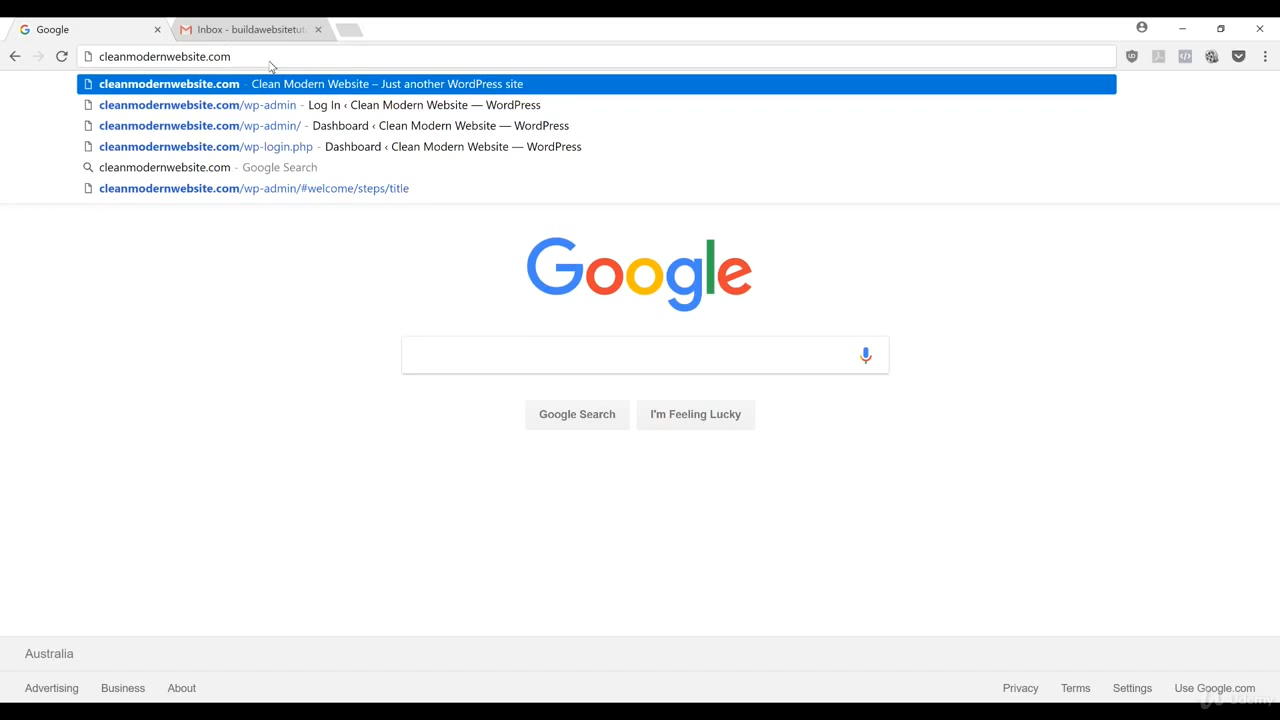 Google
Inbox - buildawebsitetut
cleanmodernwebsite.com
cleanmodernwebsite.com - Clean Modern Website – Just another WordPress site
cleanmodernwebsite.com/wp-admin - Log In ‹ Clean Modern Website — WordPress
cleanmodernwebsite.com/wp-admin/ - Dashboard ‹ Clean Modern Website — WordPress
cleanmodernwebsite.com/wp-login.php - Dashboard ‹ Clean Modern Website — WordPress
cleanmodernwebsite.com - Google Search
cleanmodernwebsite.com/wp-admin/#welcome/steps/title
Google
Google Search
I'm Feeling Lucky
Australia
Advertising
Business
About
Privacy
Terms
Settings
Use Google.com
Udemy